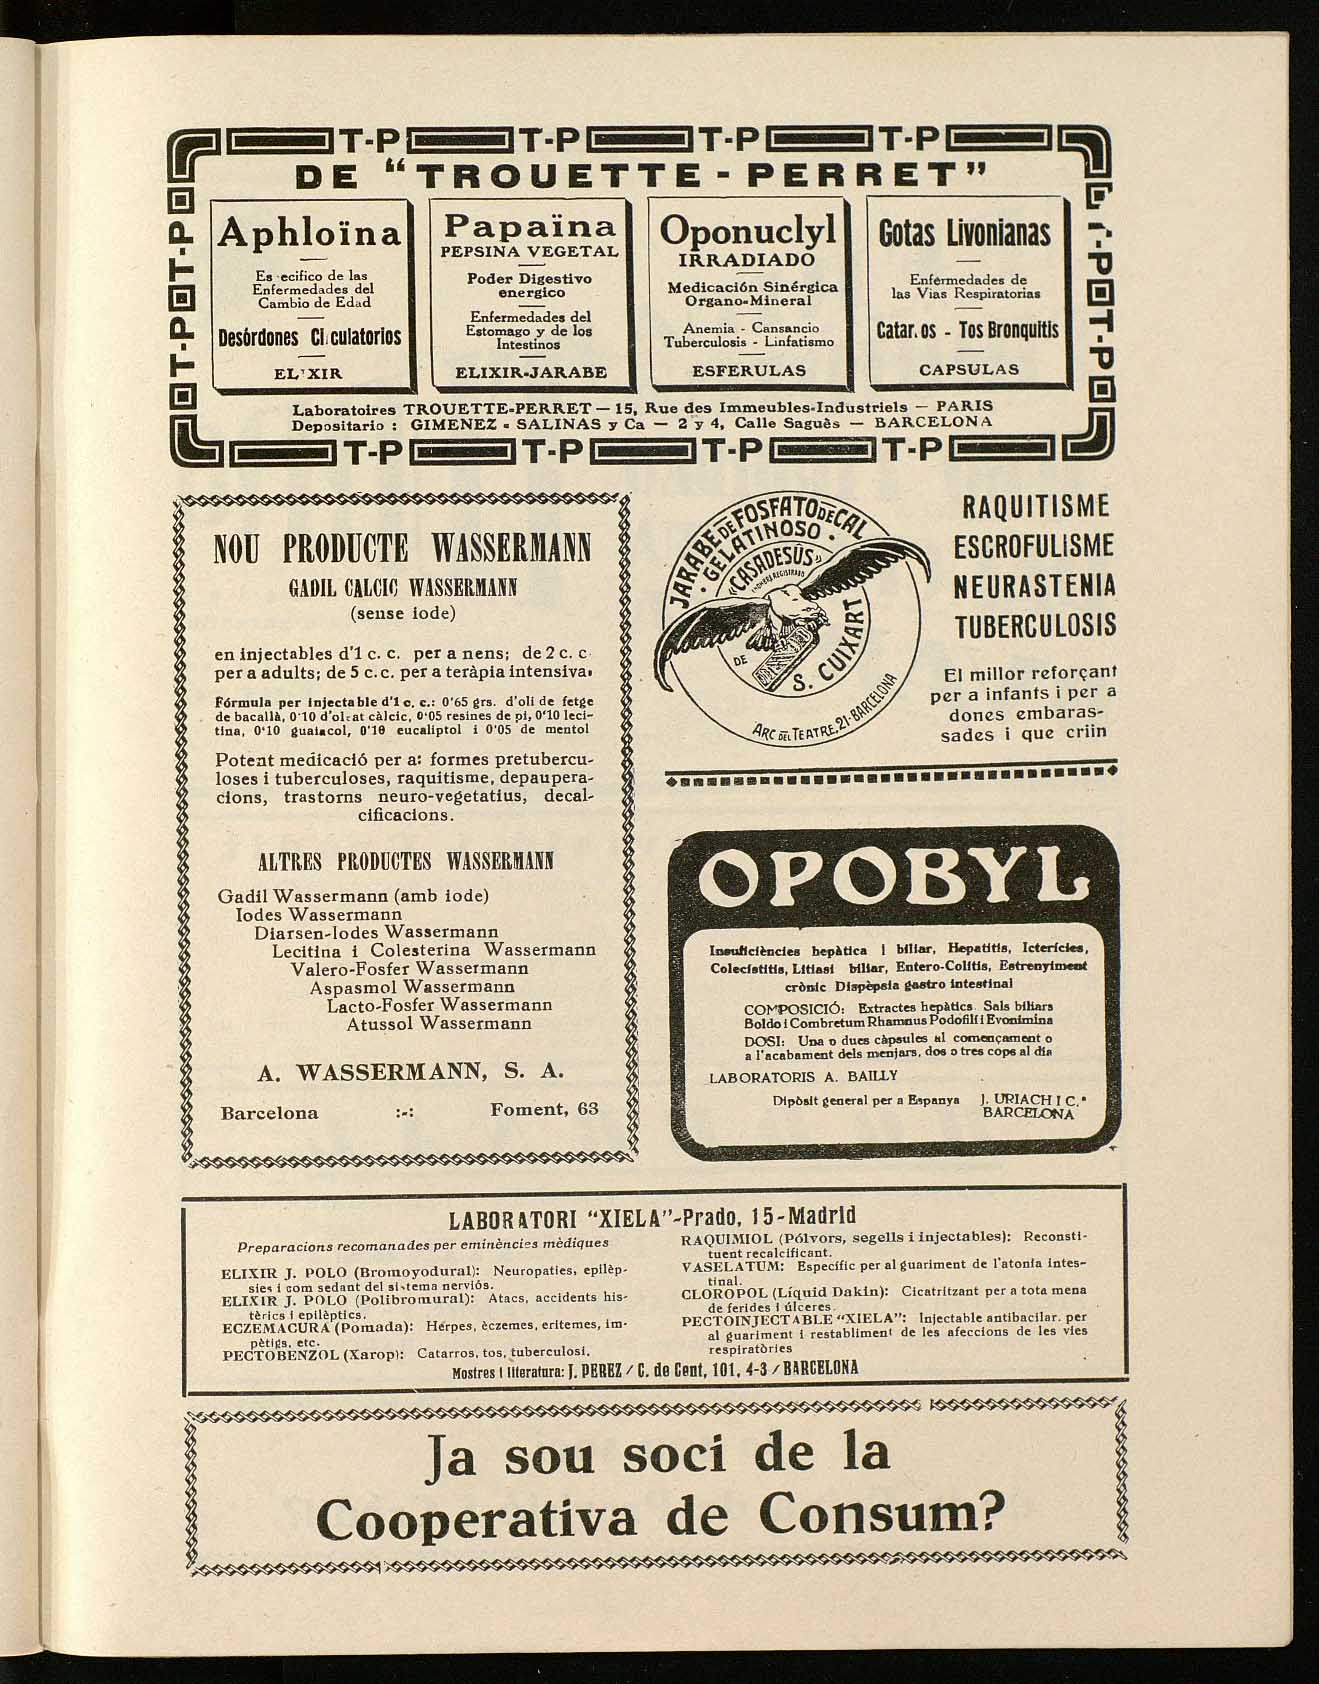 T-P T-P T-P T-P
DE "TROUETTE-PERRET"
Aphloïna
Es ecifico de las
Enfermedades del
Cambio de Edad
Desórdones Ci culatorios
EL XIR
Papaïna
PEPSINA VEGETAL
Poder Digestivo
energico
Enfermedades del
Estomago y de los
Intestinos
ELIXIR-JARABE
Oponuclyl
IRRADIADO
Medicación Sinérgica
Organo-Mineral
Anemia - Cansancio
Tuberculosis - Linfatismo
ESFERULAS
Gotas Livonianas
Enfermedades de
las Vias Respiratorias
Catar.os - Tos Bronquitis
CAPSULAS
Laboratoires TROUETTE-PERRET — 15, Rue des Immeubles-Industriels — PARIS
Depositario : GIMENEZ - SALINAS y Ca — 2 y 4, Calle Saguès — BARCELONA
T-P T-P T-P T-P
NOU PRODUCTE WASSERMANN
GADIL CALCIC WASSERMANN
(sense iode)
en injectables d'1 c. c. per a nens; de 2 c. c.
per a adults; de 5 c. c. per a teràpia intensiva.
Fórmula per injectable d'1 c. c.: 0'65 grs. d'oli de fetge
de bacallà, 0'10 d'oleat càlcic, 0'05 resines de pi, 0'10 leci-
tina, 0'10 guaiacol, 0'10 eucaliptol i 0'05 de mentol
Potent medicació per a: formes pretubercu-
loses i tuberculoses, raquitisme, depaupera-
cions, trastorns neuro-vegetatius, decal-
cificacions.
ALTRES PRODUCTES WASSERMANN
Gadil Wassermann (amb iode)
Iodes Wassermann
Diarsen-Iodes Wassermann
Lecitina i Colesterina Wassermann
Valero-Fosfer Wassermann
Aspasmol Wassermann
Lacto-Fosfer Wassermann
Atussol Wassermann
A. WASSERMANN, S. A.
Barcelona :-: Foment, 63
JARABE DE FOSFATO DE CAL
· GELATINOSO ·
"CASADESÚS"
(NOMBRE REGISTRADO)
DE S. CUIXART
ARC DEL TEATRE, 21-BARCELONA
RAQUITISME
ESCROFULISME
NEURASTENIA
TUBERCULOSIS
El millor reforçant
per a infants i per a
dones embaras-
sades i que criïn
OPOBYL
Insuficiències hepàtica i biliar, Hepatitis, Icterícies,
Colecistitis, Litiasi biliar, Entero-Colitis, Estrenyiment
crònic Dispèpsia gastro intestinal
COMPOSICIÓ: Extractes hepàtics Sals biliars
Boldo i Combretum Rhamnus Podofilí i Evonimina
DOSI: Una o dues càpsules al començament o
a l'acabament dels menjars, dos o tres cops al dia
LABORATORIS A. BAILLY
Dipòsit general per a Espanya J. URIACH I C.ª
BARCELONA
LABORATORI "XIELA"-Prado, 15-Madrid
Preparacions recomanades per eminències mèdiques
ELIXIR J. POLO (Bromoyodural): Neuropaties, epilèp-
sies i com sedant del sistema nerviós.
ELIXIR J. POLO (Polibromural): Atacs, accidents his-
tèrics i epilèptics.
ECZEMACURA (Pomada): Hérpes, èczemes, eritemes, im-
pètigs, etc.
PECTOBENZOL (Xarop): Catarros, tos, tuberculosi.
RAQUIMIOL (Pólvors, segells i injectables): Reconsti-
tuent recalcificant.
VASELATUM: Específic per al guariment de l'atonia intes-
tinal.
CLOROPOL (Líquid Dakin): Cicatritzant per a tota mena
de ferides i úlceres.
PECTOINJECTABLE "XIELA": Injectable antibacilar. per
al guariment i restabliment de les afeccions de les vies
respiratòries
Mostres i literatura: J. PEREZ / C. de Cent, 101, 4-3 / BARCELONA
Ja sou soci de la
Cooperativa de Consum?